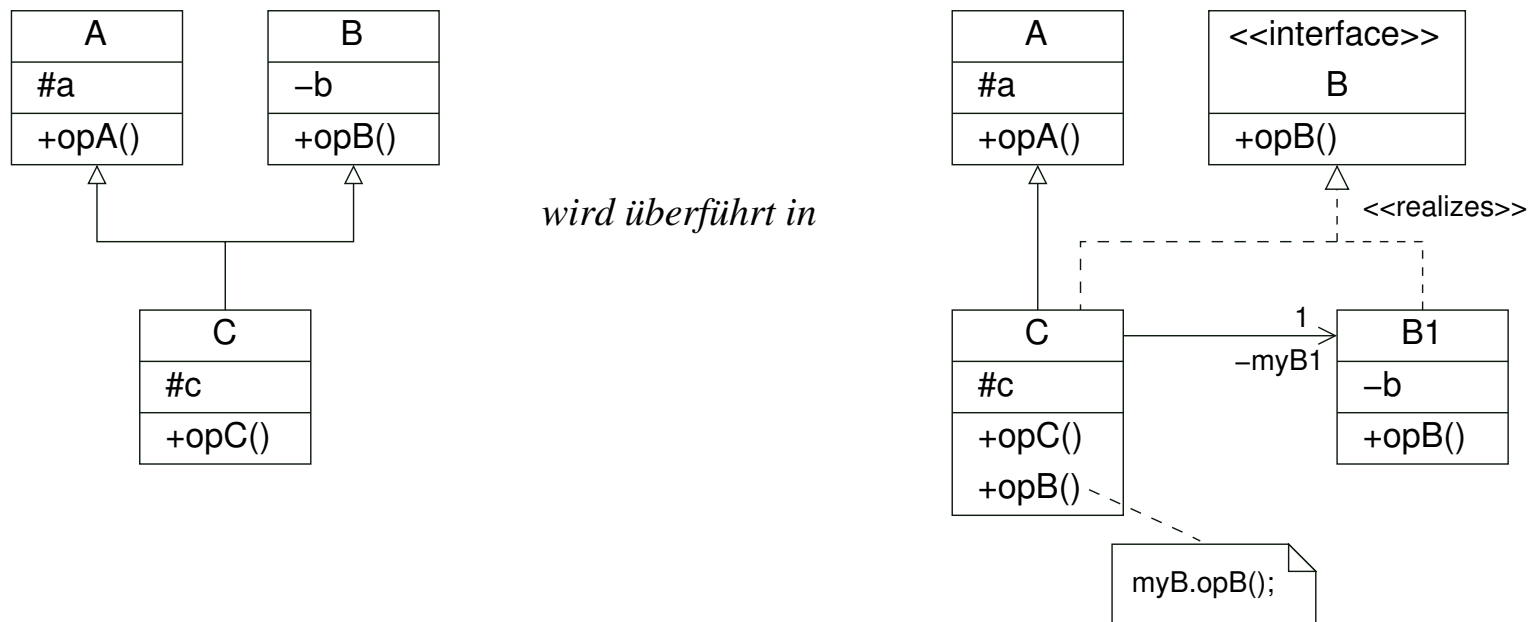 A
#a
+opA()
B
−b
+opB()
C
#c
+opC()
wird überführt in
A
#a
+opA()
<<interface>>
B
+opB()
<<realizes>>
C
#c
+opC()
+opB()
1
−myB1
B1
−b
+opB()
myB.opB();